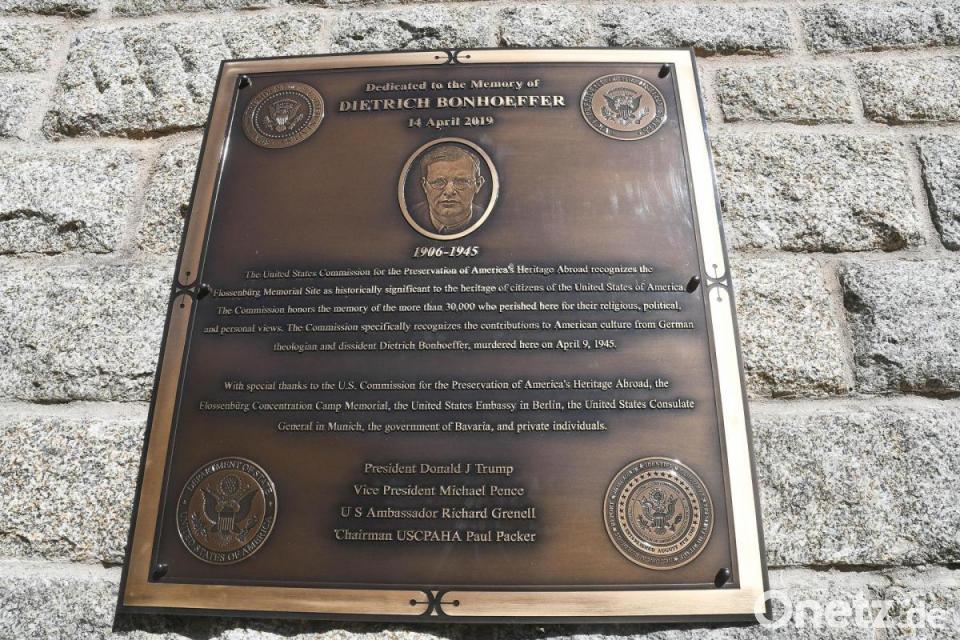 Dedicated to the Memory of
DIETRICH BONHOEFFER
14 April 2019
1906-1945
The United States Commission for the Preservation of America's Heritage Abroad recognizes the
Flossenbürg Memorial Site as historically significant to the heritage of citizens of the United States of America.
The Commission honors the memory of the more than 30,000 who perished here for their religious, political,
and personal views. The Commission specifically recognizes the contributions to American culture from German
theologian and dissident Dietrich Bonhoeffer, murdered here on April 9, 1945.
With special thanks to the U.S. Commission for the Preservation of America's Heritage Abroad, the
Flossenbürg Concentration Camp Memorial, the United States Embassy in Berlin, the United States Consulate
General in Munich, the government of Bavaria, and private individuals.
DEPARTMENT OF STATE
UNITED STATES OF AMERICA
President Donald J Trump
Vice President Michael Pence
U S Ambassador Richard Grenell
Chairman USCPAHA Paul Packer
Onetz.de